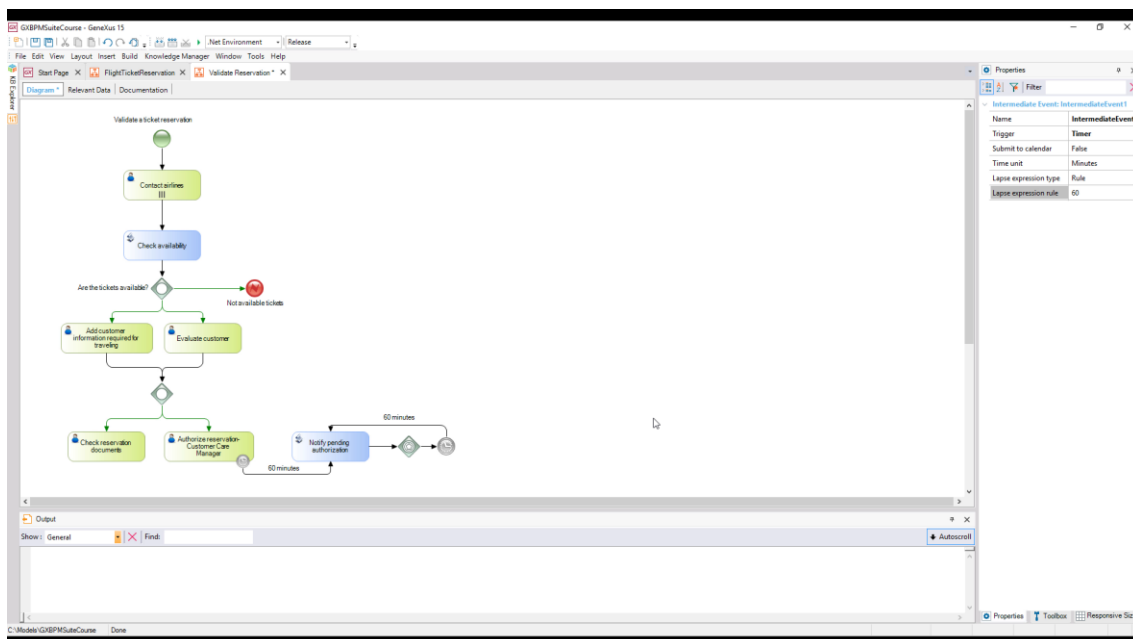 GXBPMSuiteCourse - GeneXus 15
.Net Environment
Release
File Edit View Layout Insert Build Knowledge Manager Window Tools Help
Start Page X FlightTicketReservation X Validate Reservation * X
Diagram * Relevant Data Documentation
KB Explorer
Validate a ticket reservation
Contact airlines
Check availability
Are the tickets available?
Not available tickets
Add customer
information required for
traveling
Evaluate customer
Check reservation
documents
Authorize reservation-
Customer Care
Manager
60 minutes
Notify pending
authorization
60 minutes
Properties
Filter
Intermediate Event: IntermediateEvent1
Name IntermediateEvent
Trigger Timer
Submit to calendar False
Time unit Minutes
Lapse expression type Rule
Lapse expression rule 60
Output
Show: General Find:
Autoscroll
Properties Toolbox Responsive Siz
C:\Models\GXBPMSuiteCourse Done